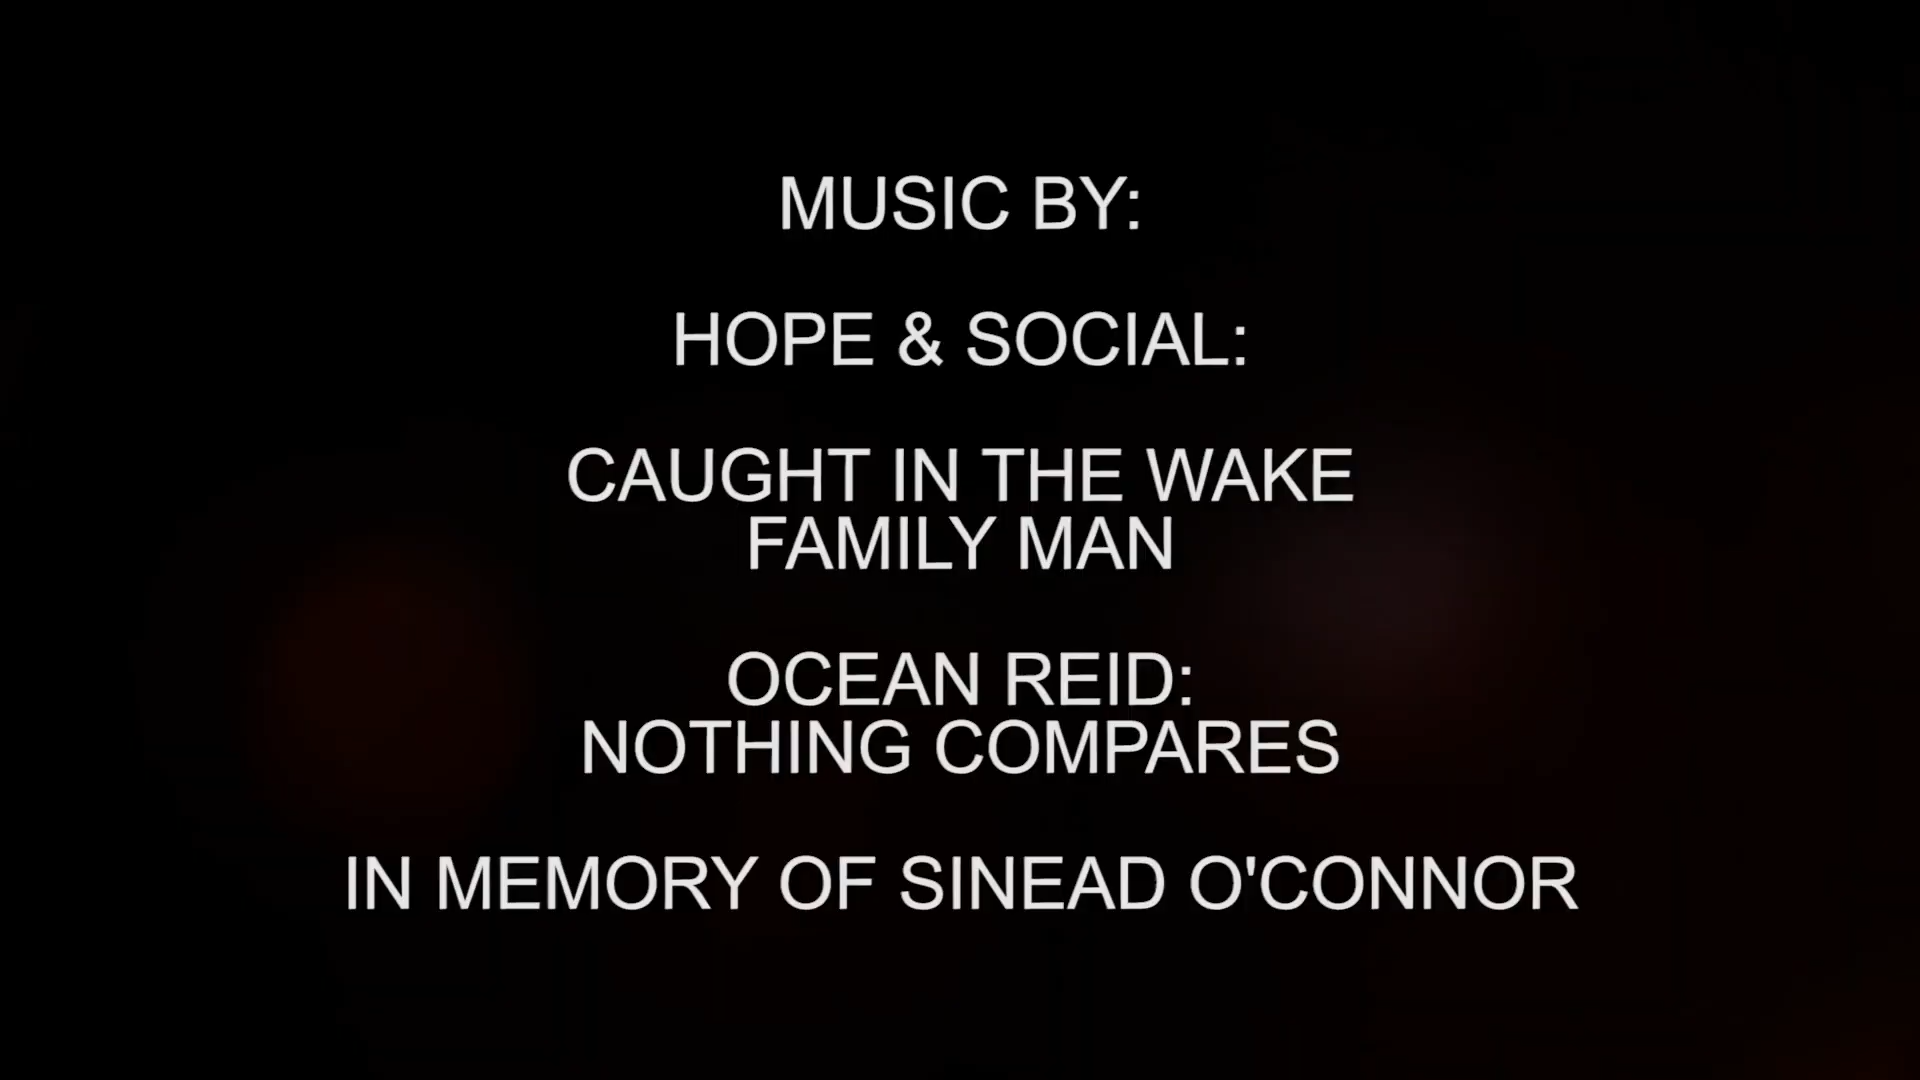 MUSIC BY:
HOPE & SOCIAL:
CAUGHT IN THE WAKE
FAMILY MAN
OCEAN REID:
NOTHING COMPARES
IN MEMORY OF SINEAD O'CONNOR